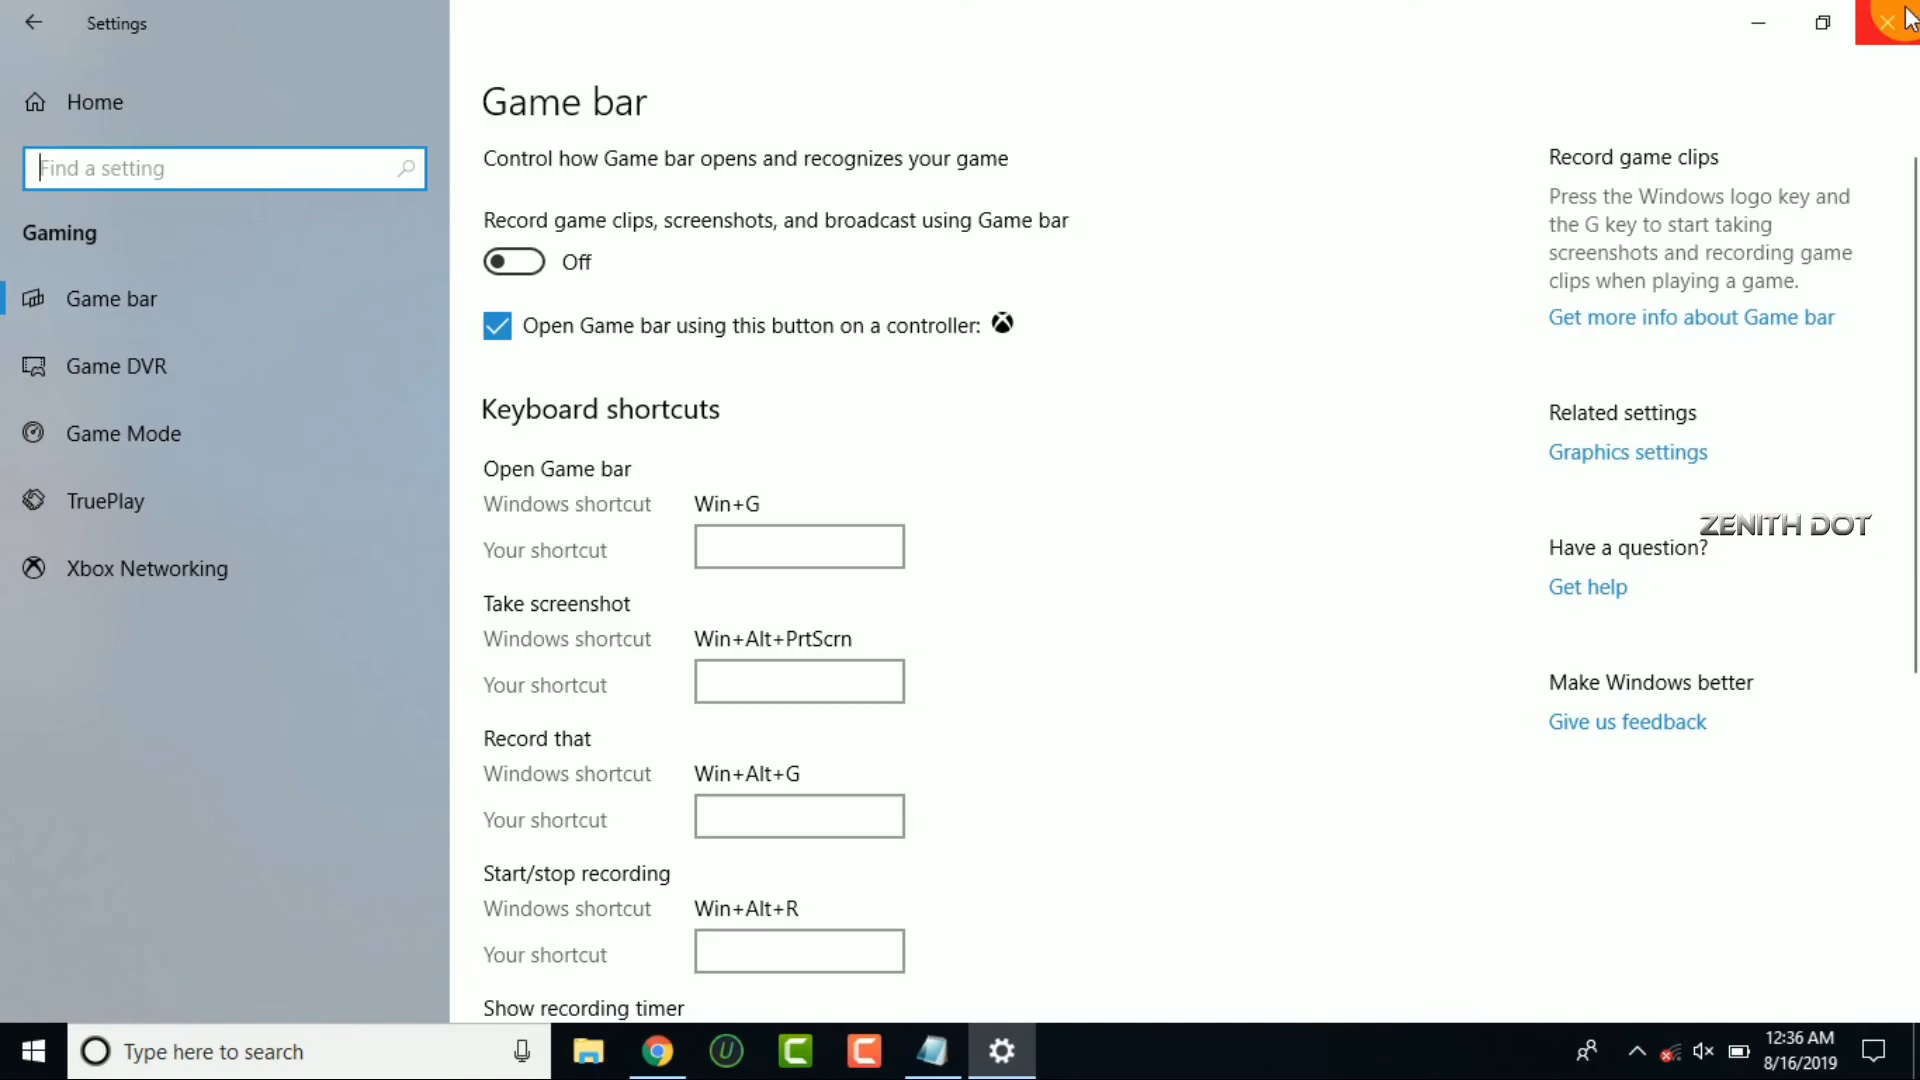 Settings
Home
Find a setting
Gaming
Game bar
Game DVR
Game Mode
TruePlay
Xbox Networking
Game bar
Control how Game bar opens and recognizes your game
Record game clips, screenshots, and broadcast using Game bar
Off
Open Game bar using this button on a controller:
Keyboard shortcuts
Open Game bar
Windows shortcut Win+G
Your shortcut
Take screenshot
Windows shortcut Win+Alt+PrtScrn
Your shortcut
Record that
Windows shortcut Win+Alt+G
Your shortcut
Start/stop recording
Windows shortcut Win+Alt+R
Your shortcut
Show recording timer
Record game clips
Press the Windows logo key and
the G key to start taking
screenshots and recording game
clips when playing a game.
Get more info about Game bar
Related settings
Graphics settings
ZENITH DOT
Have a question?
Get help
Make Windows better
Give us feedback
Type here to search
12:36 AM
8/16/2019